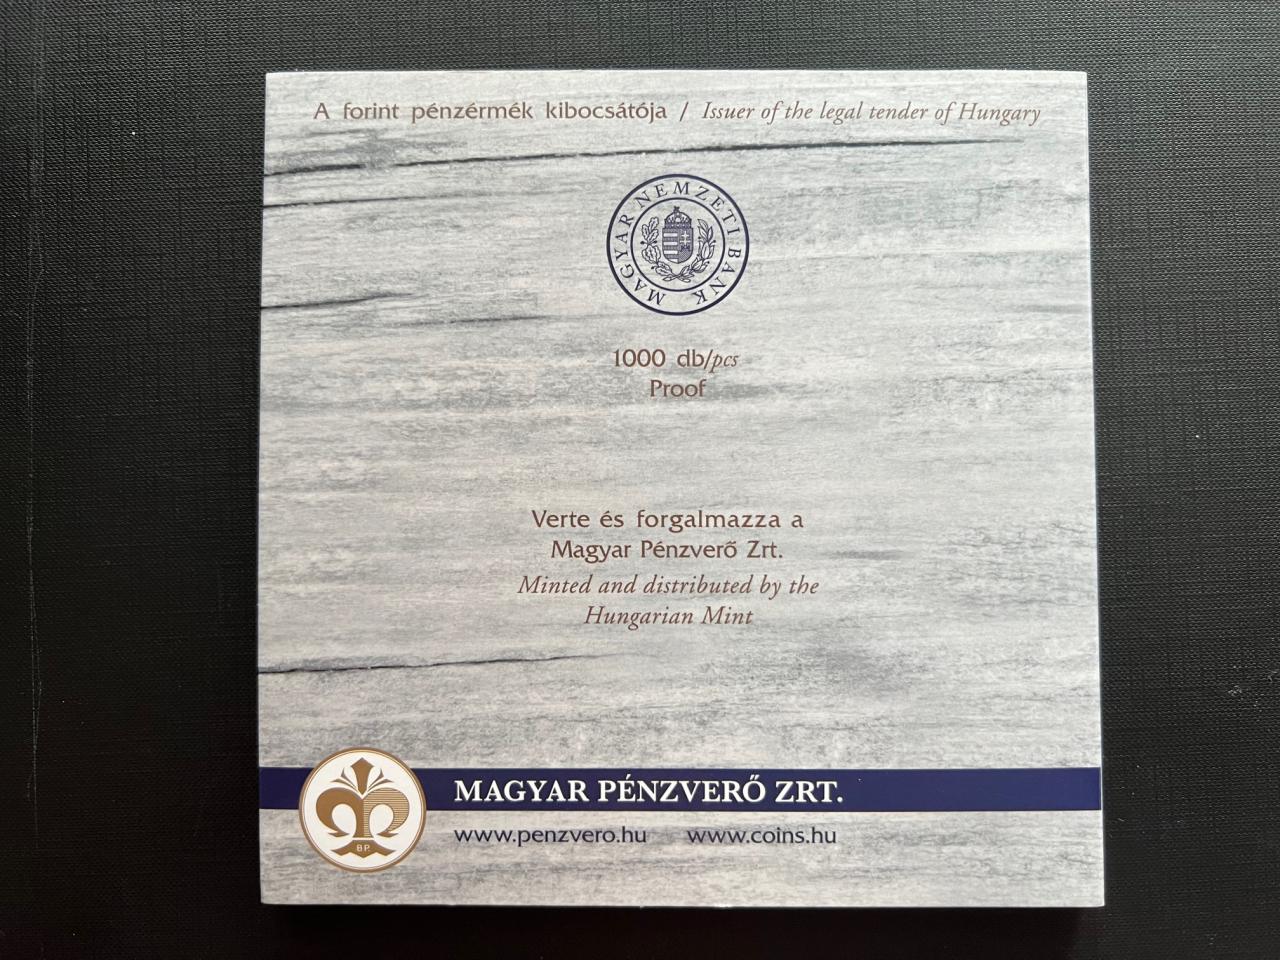 A forint pénzérmék kibocsátója / Issuer of the legal tender of Hungary
MAGYAR NEMZETI BANK
1000 db/pcs
Proof
Verte és forgalmazza a
Magyar Pénzverő Zrt.
Minted and distributed by the
Hungarian Mint
MAGYAR PÉNZVERŐ ZRT.
BP.
www.penzvero.hu www.coins.hu